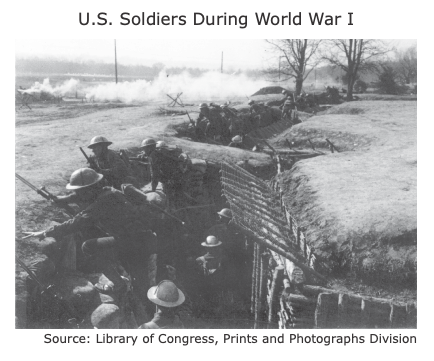 U.S. Soldiers During World War I
Source: Library of Congress, Prints and Photographs Division